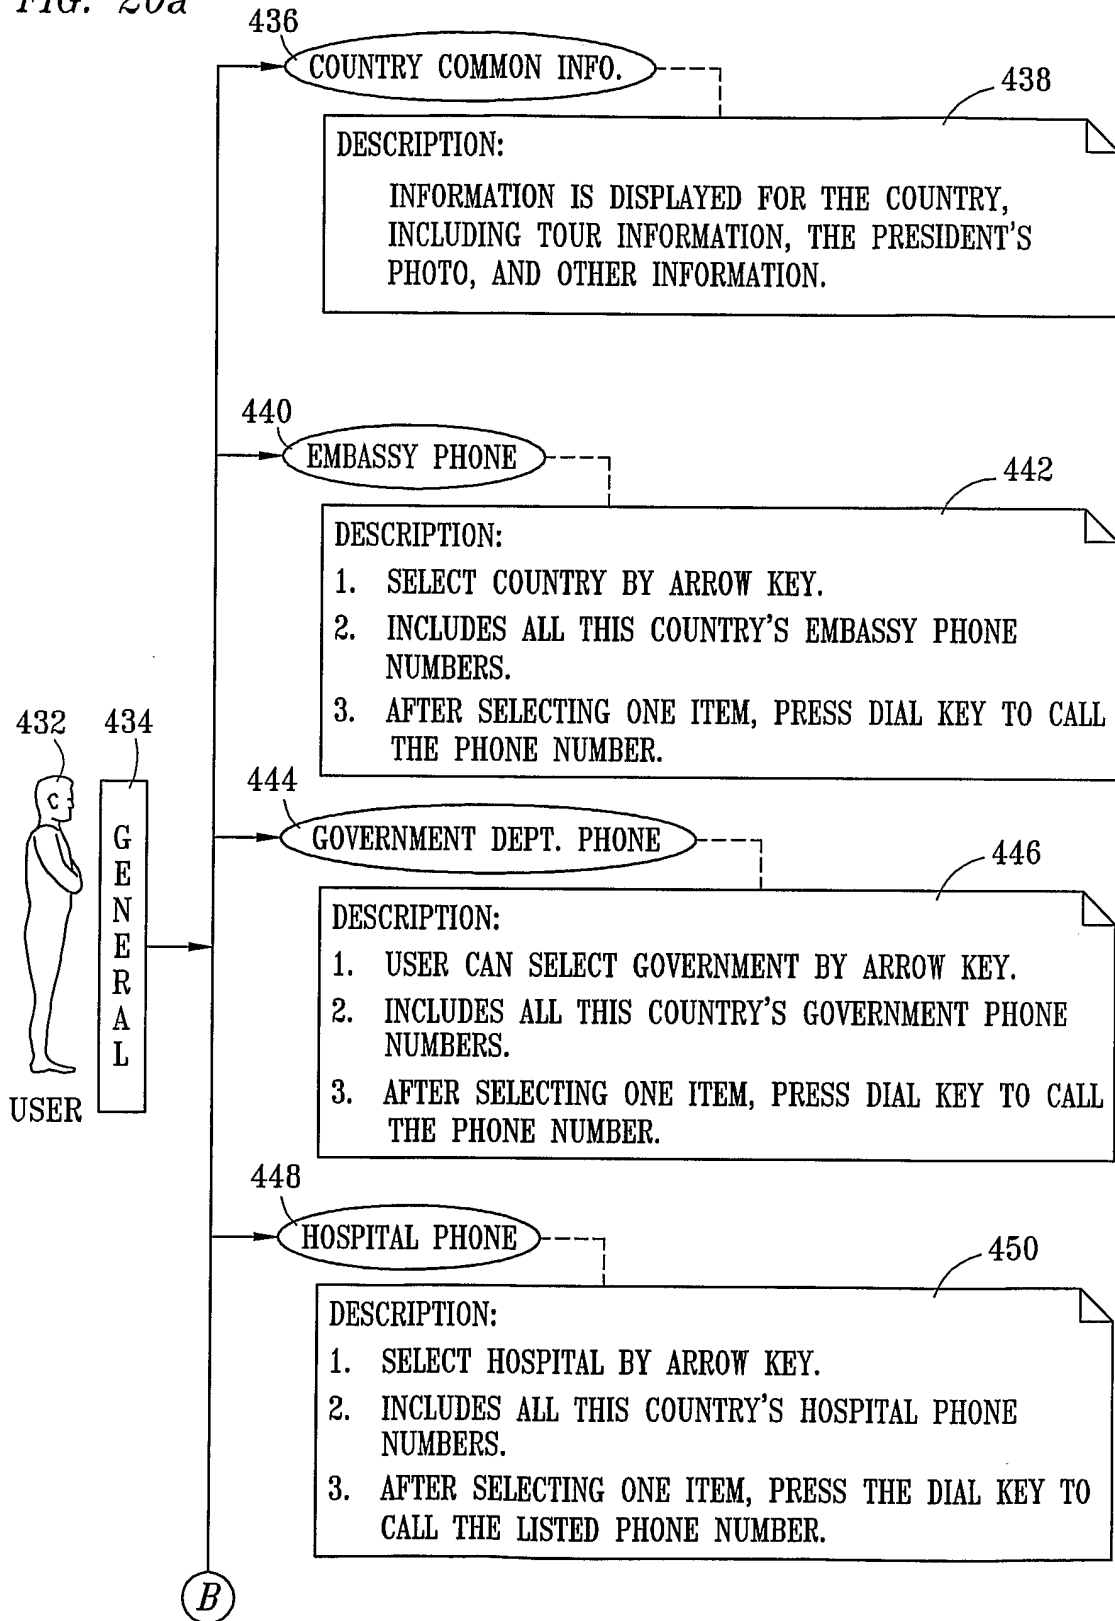 FIG. 20a
436
COUNTRY COMMON INFO.
438
DESCRIPTION:
INFORMATION IS DISPLAYED FOR THE COUNTRY,
INCLUDING TOUR INFORMATION, THE PRESIDENT'S
PHOTO, AND OTHER INFORMATION.
440
EMBASSY PHONE
442
DESCRIPTION:
1. SELECT COUNTRY BY ARROW KEY.
2. INCLUDES ALL THIS COUNTRY'S EMBASSY PHONE
NUMBERS.
3. AFTER SELECTING ONE ITEM, PRESS DIAL KEY TO CALL
THE PHONE NUMBER.
432
434
GENERAL
USER
444
GOVERNMENT DEPT. PHONE
446
DESCRIPTION:
1. USER CAN SELECT GOVERNMENT BY ARROW KEY.
2. INCLUDES ALL THIS COUNTRY'S GOVERNMENT PHONE
NUMBERS.
3. AFTER SELECTING ONE ITEM, PRESS DIAL KEY TO CALL
THE PHONE NUMBER.
448
HOSPITAL PHONE
450
DESCRIPTION:
1. SELECT HOSPITAL BY ARROW KEY.
2. INCLUDES ALL THIS COUNTRY'S HOSPITAL PHONE
NUMBERS.
3. AFTER SELECTING ONE ITEM, PRESS THE DIAL KEY TO
CALL THE LISTED PHONE NUMBER.
B